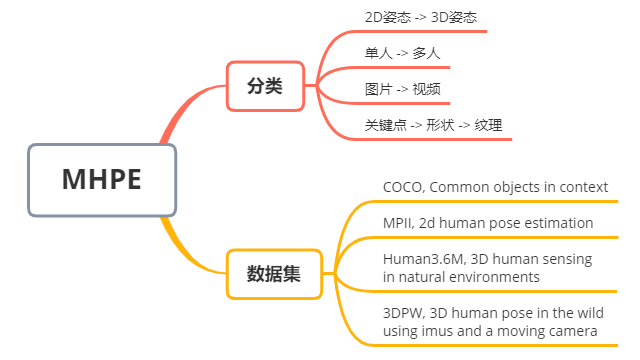 MHPE
分类
2D姿态 -> 3D姿态
单人 -> 多人
图片 -> 视频
关键点 -> 形状 -> 纹理
数据集
COCO, Common objects in context
MPII, 2d human pose estimation
Human3.6M, 3D human sensing
in natural environments
3DPW, 3D human pose in the wild
using imus and a moving camera